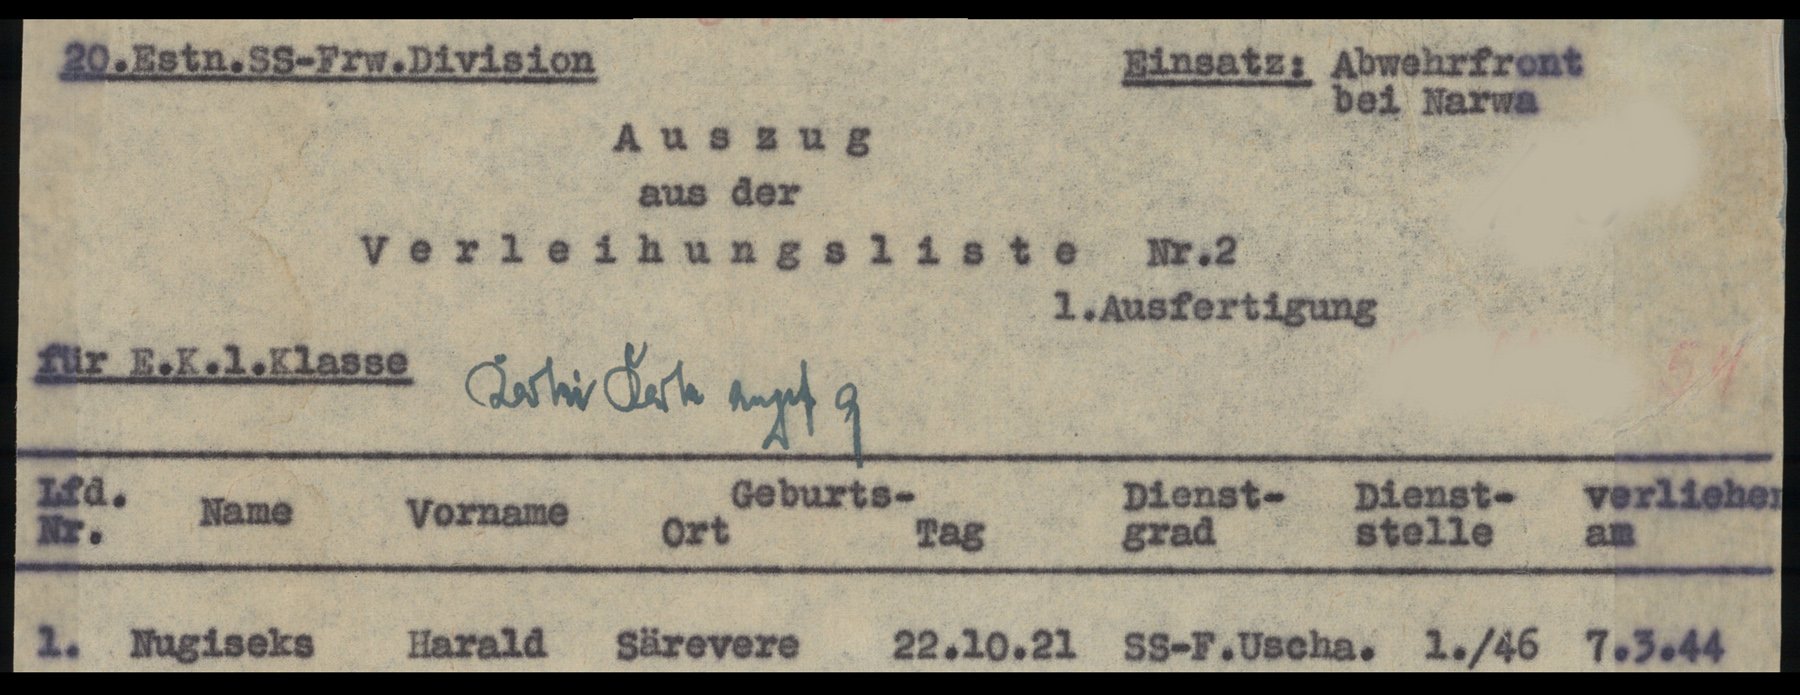 20.Estn.SS-Frw.Division
Einsatz: Abwehrfront
bei Narwa
Auszug
aus der
Verleihungsliste Nr.2
1.Ausfertigung
für E.K.1.Klasse
Lfd. Nr.
Name
Vorname
Geburts-
Ort Tag
Dienst-
grad
Dienst-
stelle
verliehen
am
1. Nugiseks Harald Särevere 22.10.21 SS-F.Uscha. 1./46 7.3.44